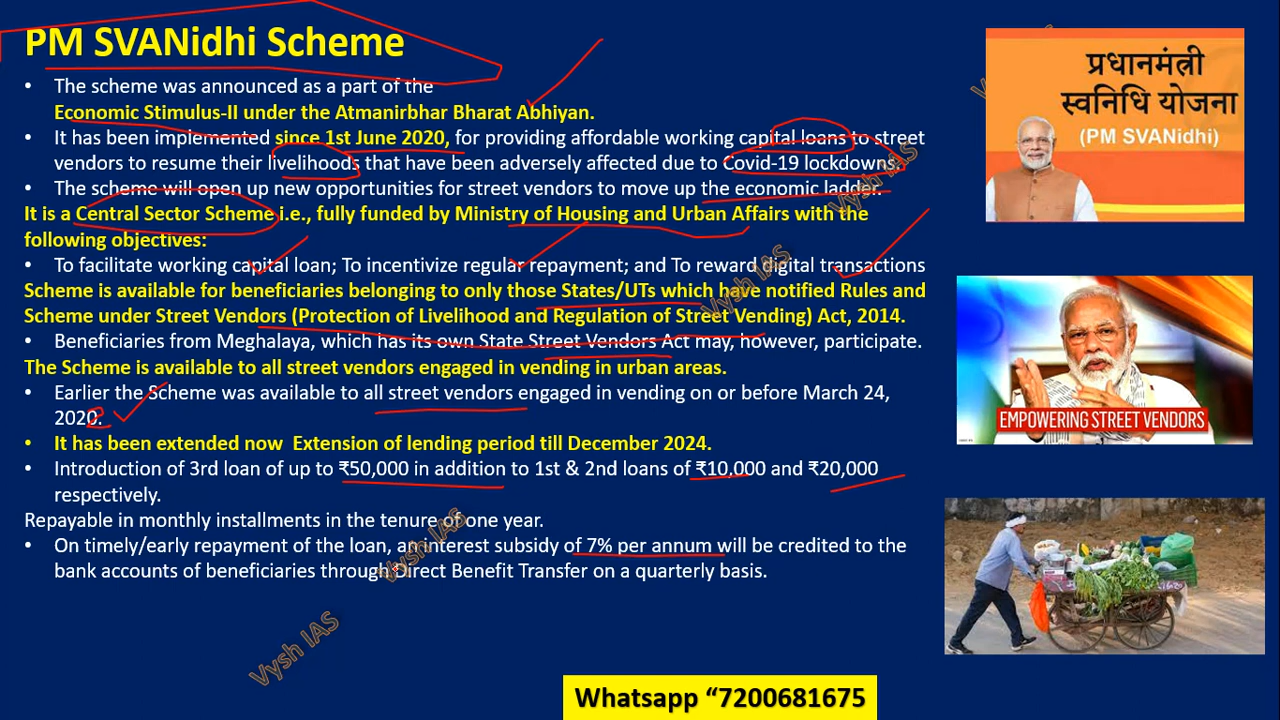 PM SVANidhi Scheme
• The scheme was announced as a part of the
Economic Stimulus-II under the Atmanirbhar Bharat Abhiyan.
• It has been implemented since 1st June 2020, for providing affordable working capital loans to street
vendors to resume their livelihoods that have been adversely affected due to Covid-19 lockdowns.
• The scheme will open up new opportunities for street vendors to move up the economic ladder.
It is a Central Sector Scheme i.e., fully funded by Ministry of Housing and Urban Affairs with the
following objectives:
• To facilitate working capital loan; To incentivize regular repayment; and To reward digital transactions
Scheme is available for beneficiaries belonging to only those States/UTs which have notified Rules and
Scheme under Street Vendors (Protection of Livelihood and Regulation of Street Vending) Act, 2014.
• Beneficiaries from Meghalaya, which has its own State Street Vendors Act may, however, participate.
The Scheme is available to all street vendors engaged in vending in urban areas.
• Earlier the Scheme was available to all street vendors engaged in vending on or before March 24,
2020.
• It has been extended now  Extension of lending period till December 2024.
• Introduction of 3rd loan of up to ₹50,000 in addition to 1st & 2nd loans of ₹10,000 and ₹20,000
respectively.
Repayable in monthly installments in the tenure of one year.
• On timely/early repayment of the loan, an interest subsidy of 7% per annum will be credited to the
bank accounts of beneficiaries through Direct Benefit Transfer on a quarterly basis.
प्रधानमंत्री
स्वनिधि योजना
(PM SVANidhi)
EMPOWERING STREET VENDORS
Vysh IAS
Vysh IAS
Vysh IAS
Vysh IAS
Whatsapp “7200681675